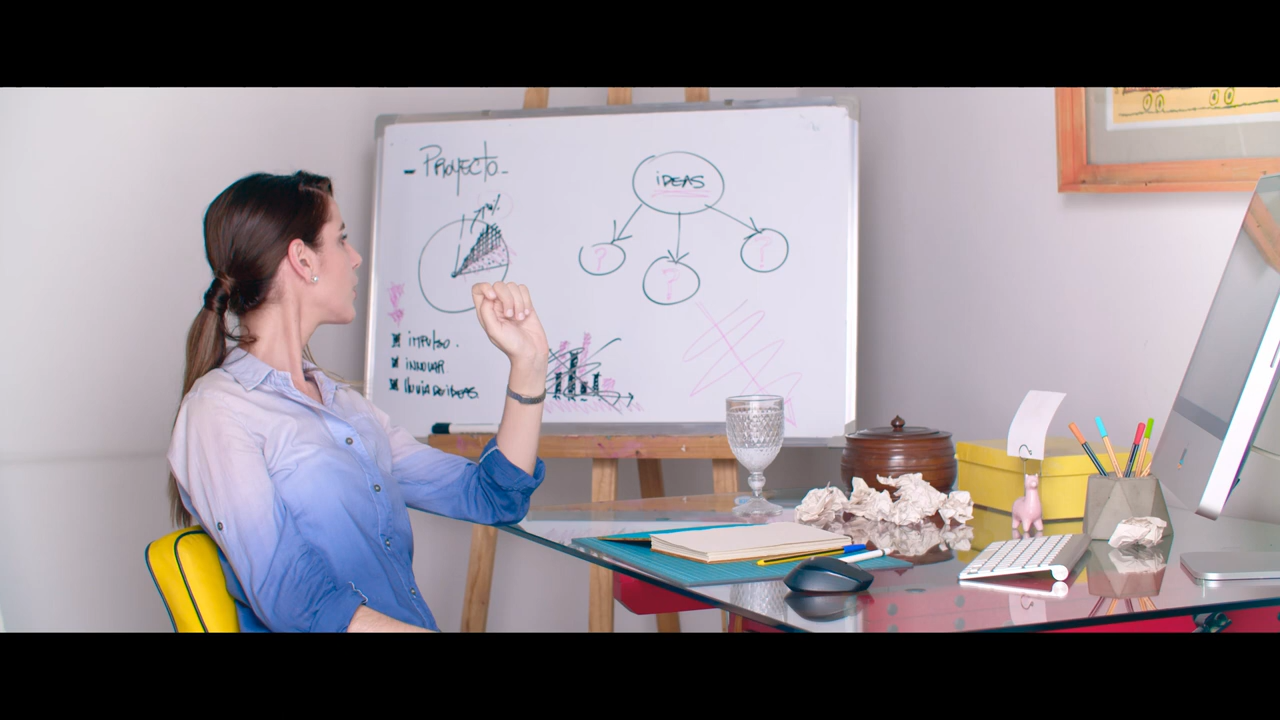 - Proyecto -
iDEAS
?
?
?
impulso.
innovar
lluvia de ideas.